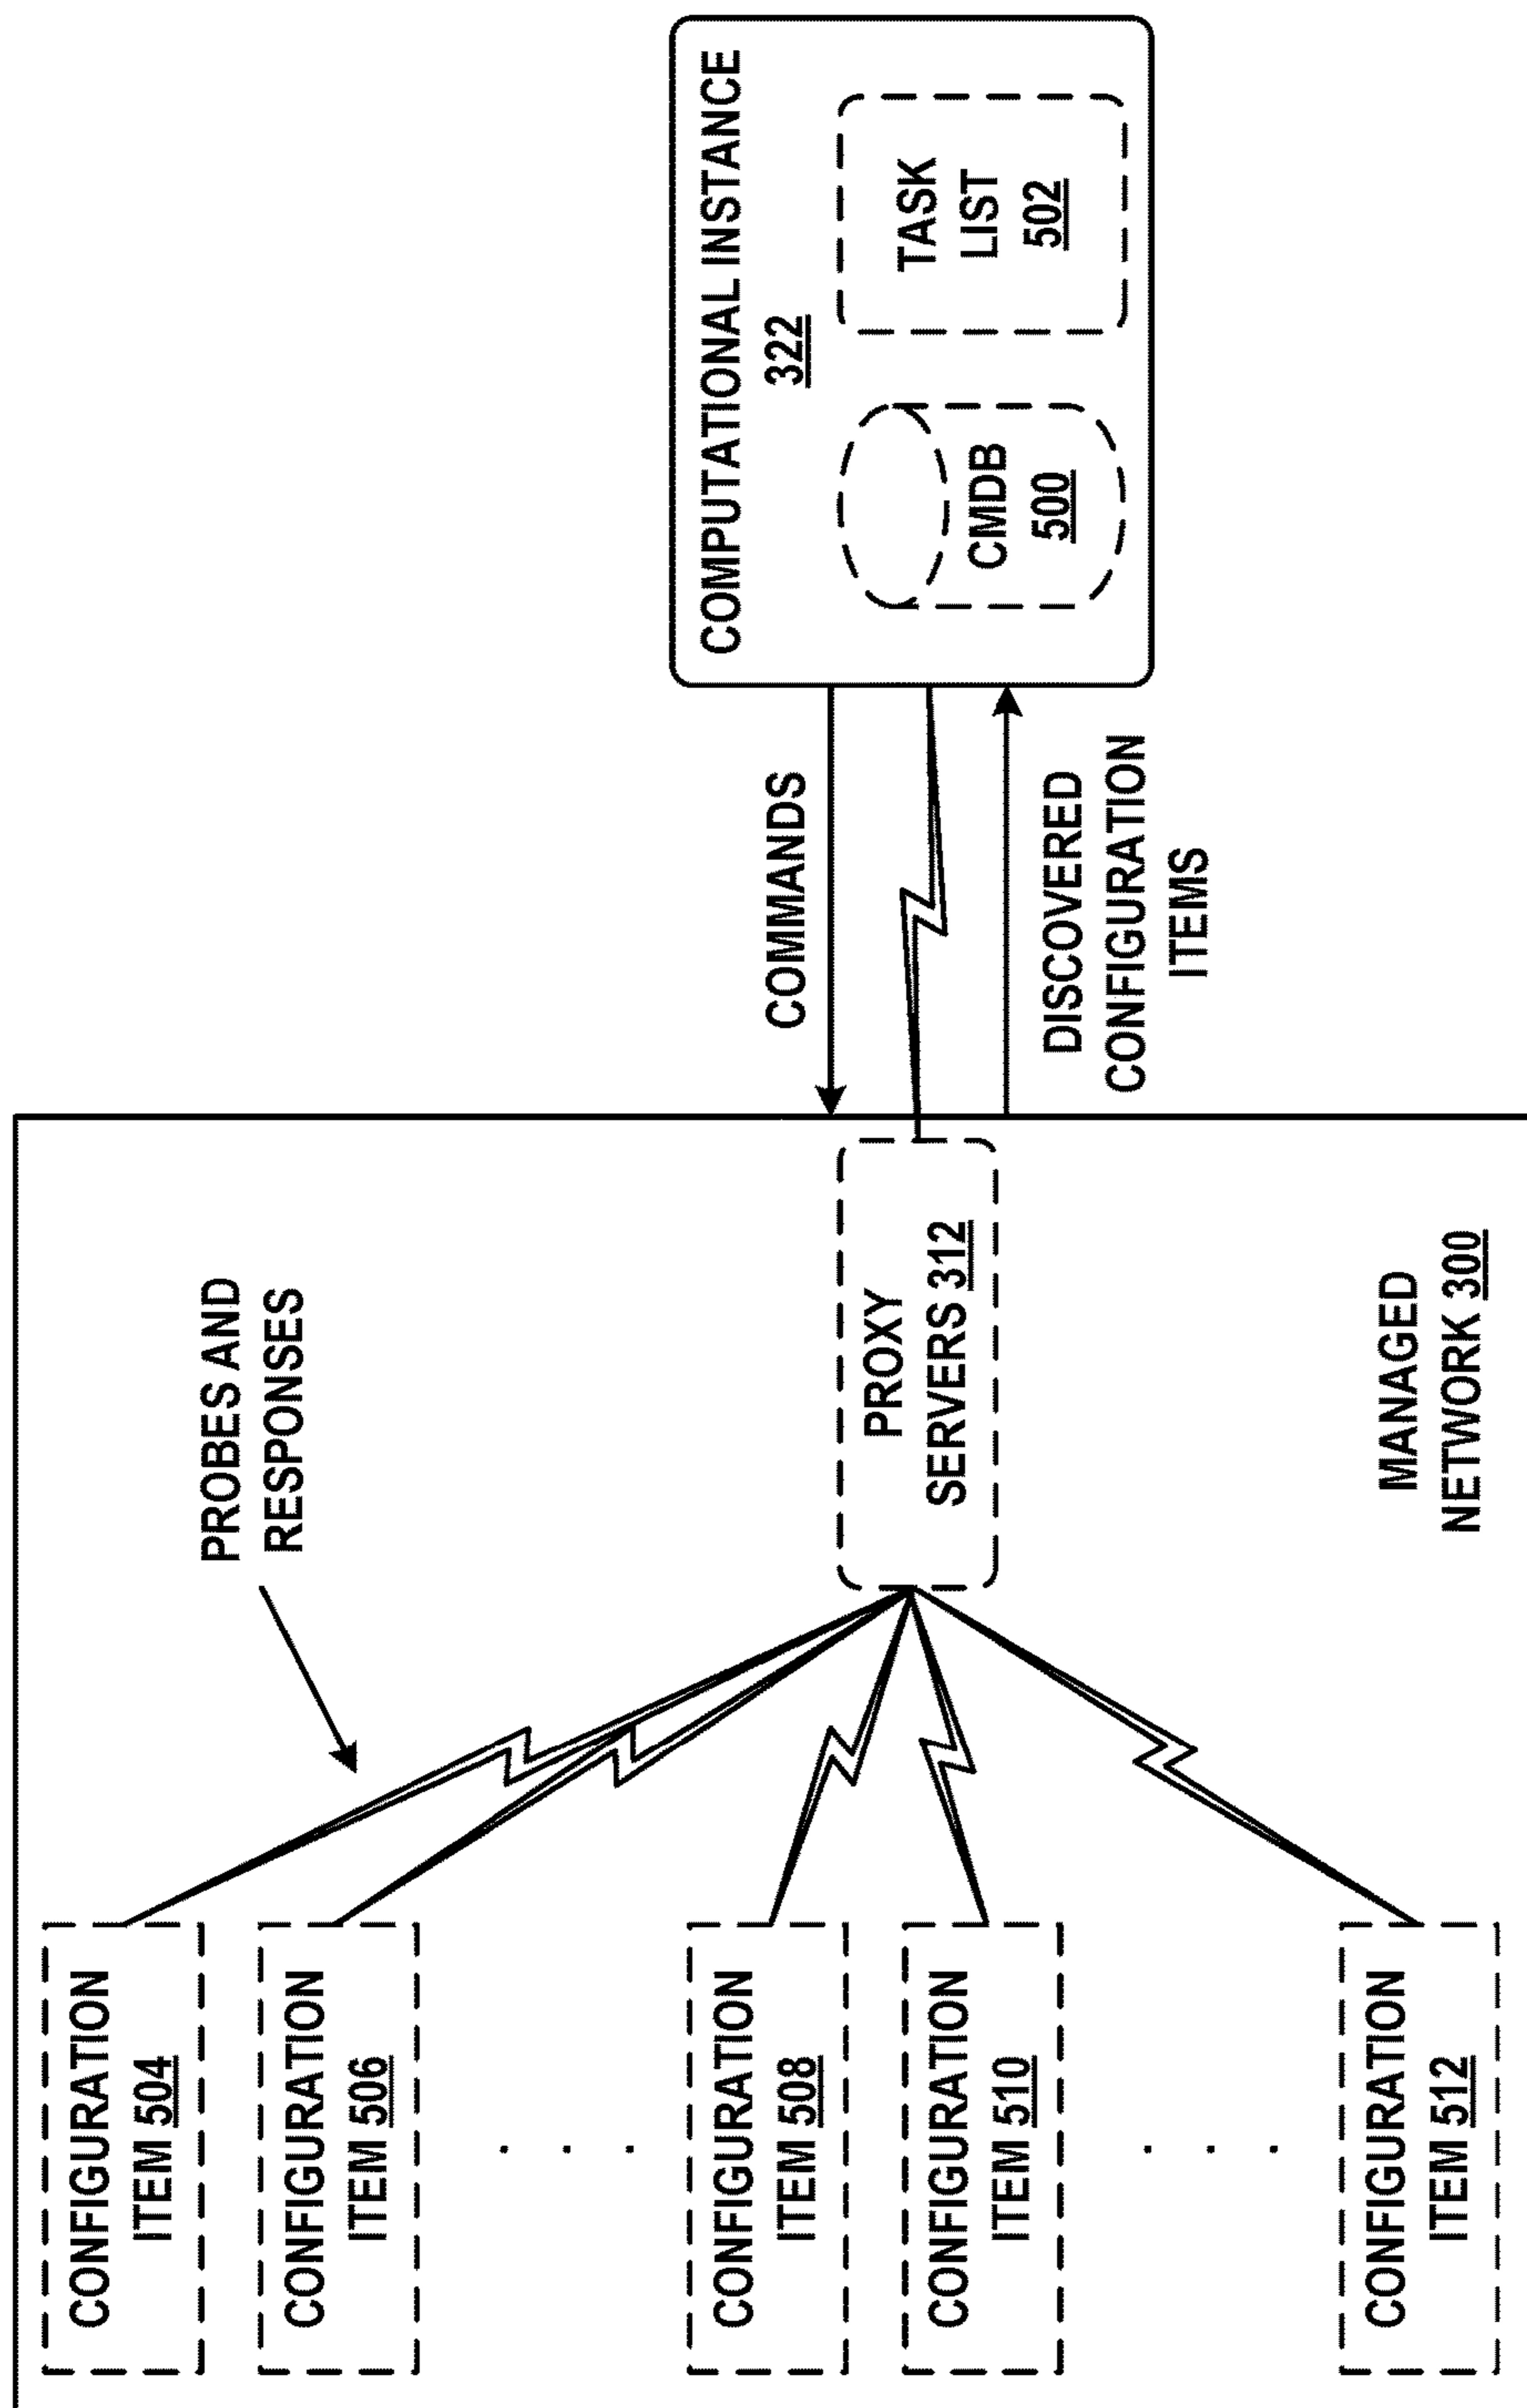 COMPUTATIONAL INSTANCE
322
CMDB
500
TASK
LIST
502
COMMANDS
DISCOVERED
CONFIGURATION
ITEMS
PROBES AND
RESPONSES
PROXY
SERVERS 312
MANAGED
NETWORK 300
CONFIGURATION
ITEM 504
CONFIGURATION
ITEM 506
. . .
CONFIGURATION
ITEM 508
CONFIGURATION
ITEM 510
. . .
CONFIGURATION
ITEM 512